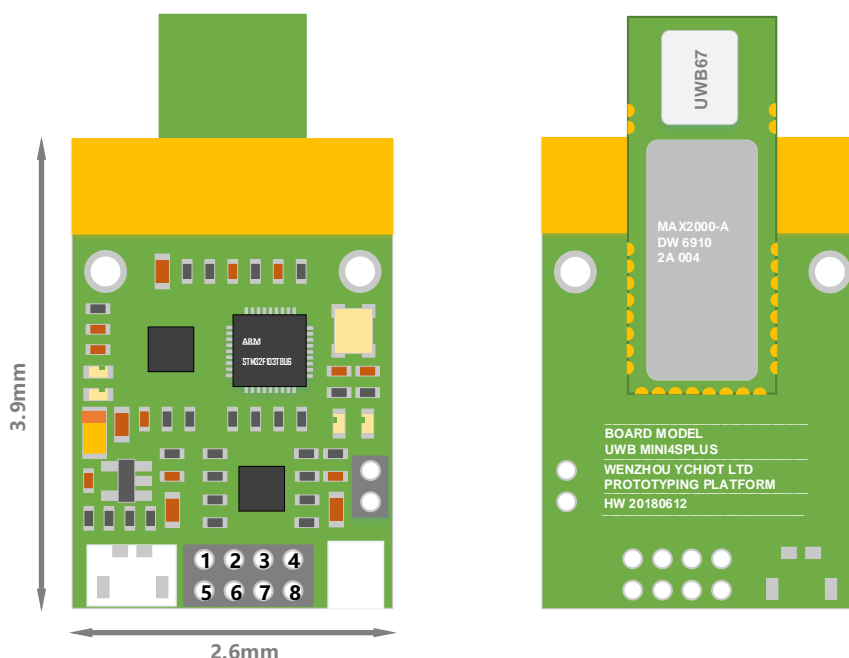 UWB67
MAX2000-A
DW 6910
2A 004
ARM
STM32F103T8U6
3.9mm
BOARD MODEL
UWB MINI4SPLUS
WENZHOU YCHIOT LTD
PROTOTYPING PLATFORM
HW 20180612
1 2 3 4
5 6 7 8
2.6mm